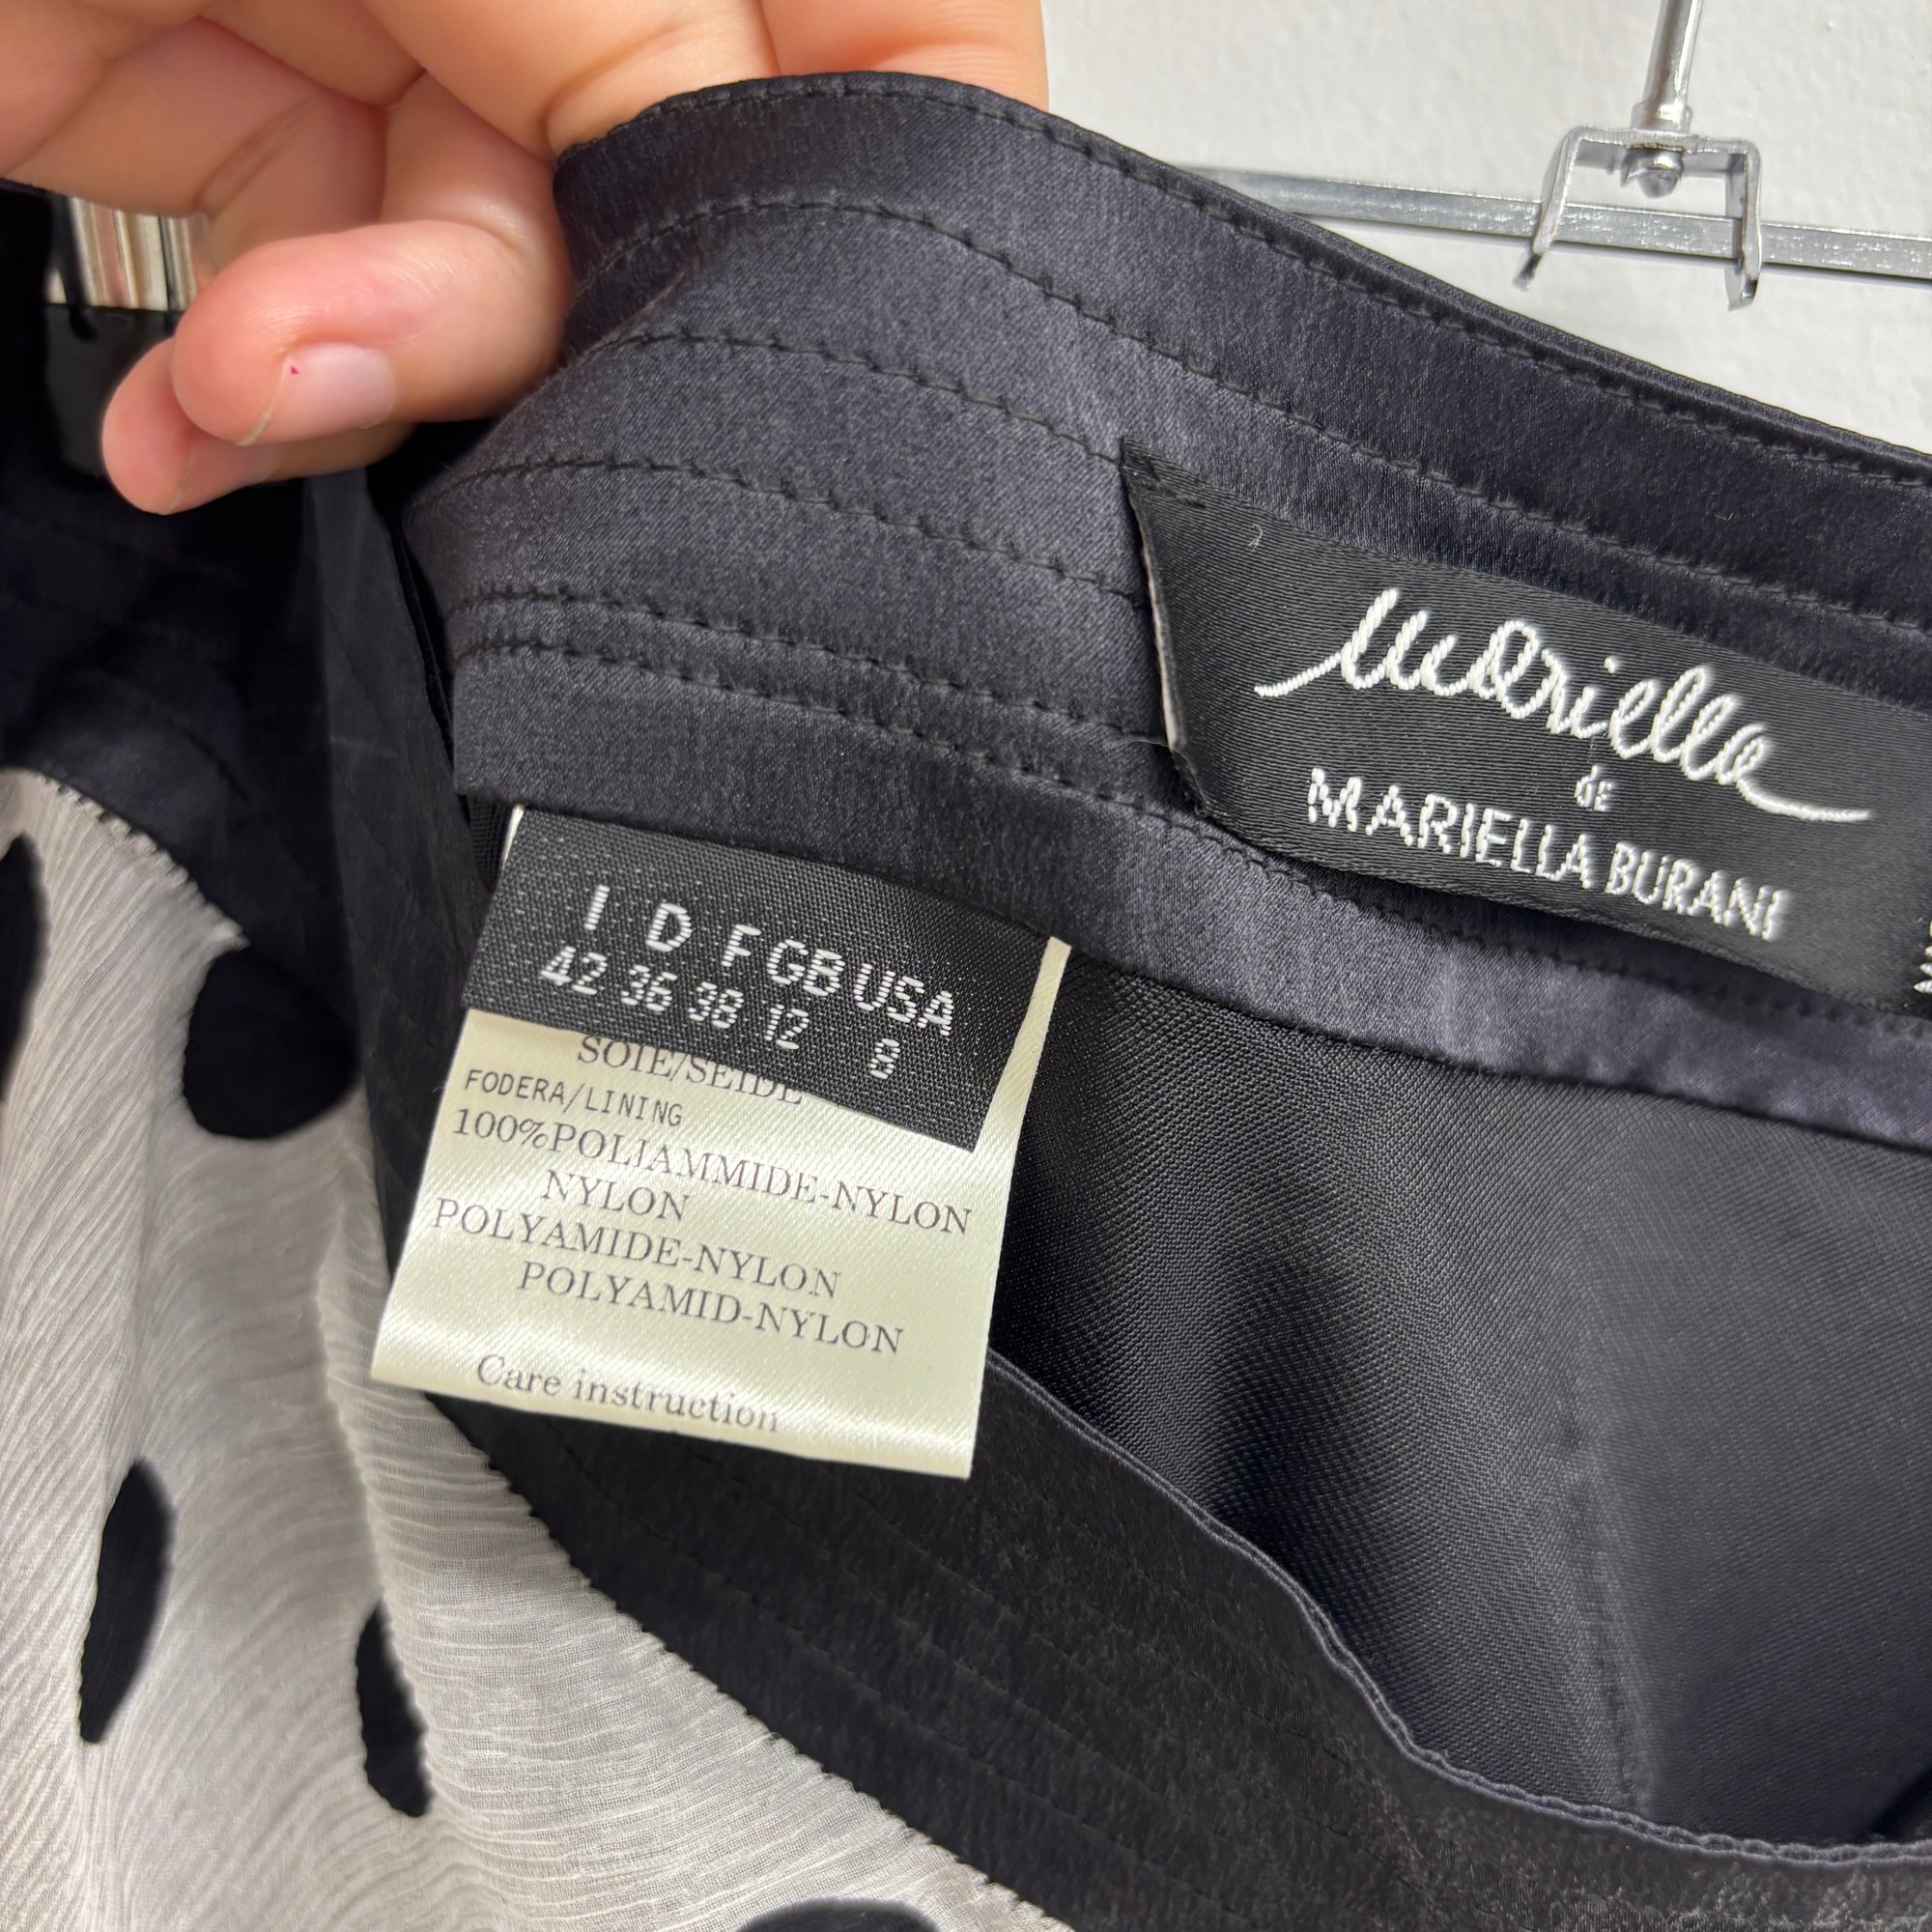 Mariella
de
MARIELLA BURANI
I D F GB USA
42 36 38 12 8
SOIE/SEIDE
FODERA/LINING
100%POLIAMMIDE-NYLON
NYLON
POLYAMIDE-NYLON
POLYAMID-NYLON
Care instruction